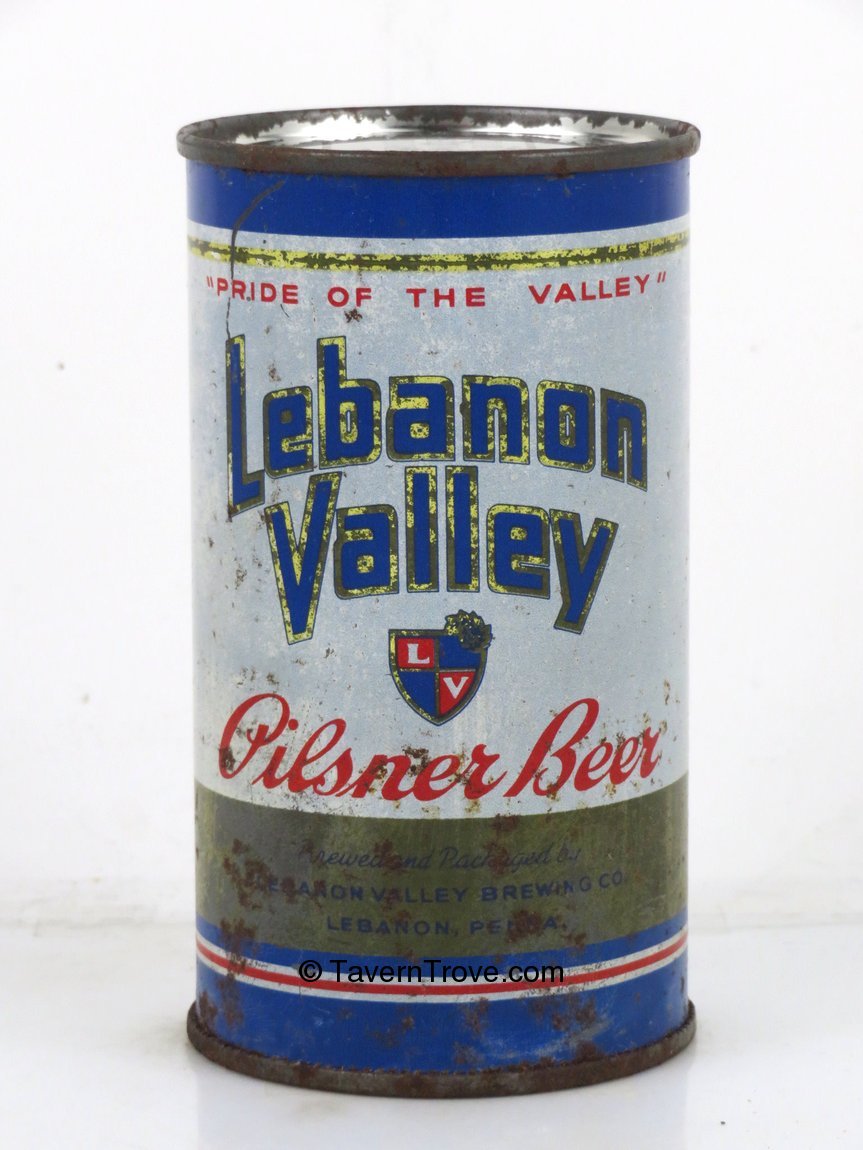 "PRIDE OF THE VALLEY"
Lebanon
Valley
L
V
Pilsner Beer
Brewed and Packaged by
LEBANON VALLEY BREWING CO.
LEBANON, PENNA.
© TavernTrove.com